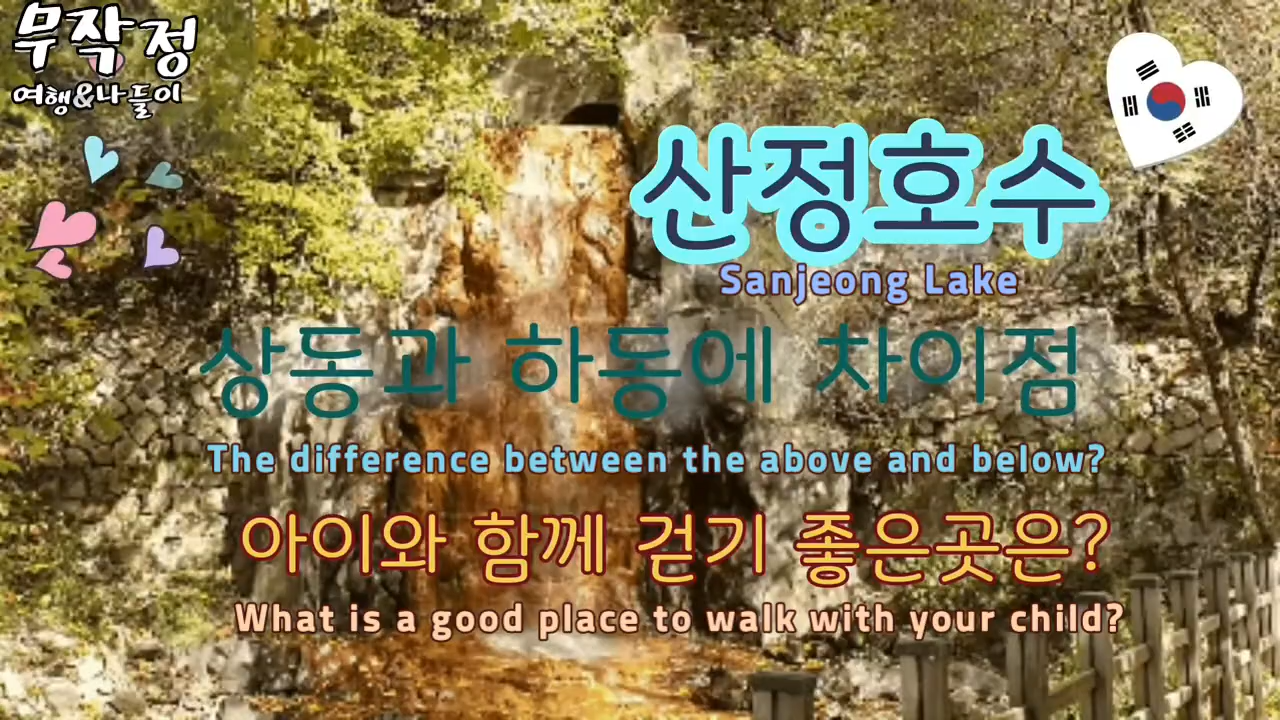 무작정
여행&나들이
산정호수
Sanjeong Lake
상동과 하동에 차이점
The difference between the above and below?
아이와 함께 걷기 좋은곳은?
What is a good place to walk with your child?